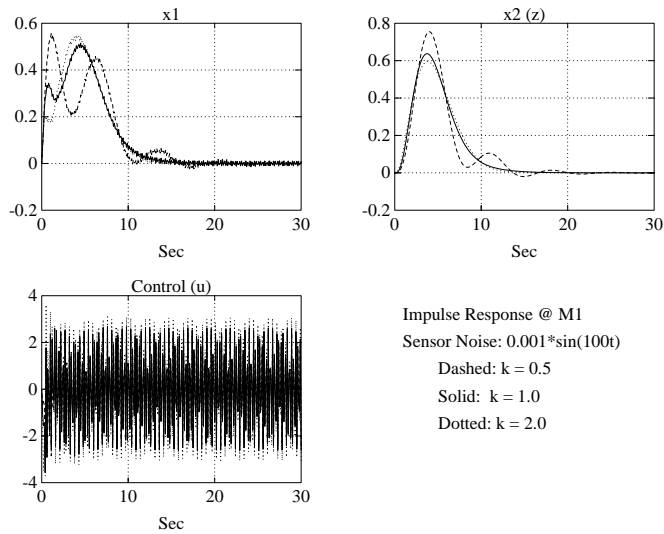 x1
0.6
0.4
0.2
0
-0.2
0
10
20
30
Sec
x2 (z)
0.8
0.6
0.4
0.2
0
-0.2
0
10
20
30
Sec
Control (u)
4
2
0
-2
-4
0
10
20
30
Sec
Impulse Response @ M1
Sensor Noise: 0.001*sin(100t)
Dashed: k = 0.5
Solid: k = 1.0
Dotted: k = 2.0